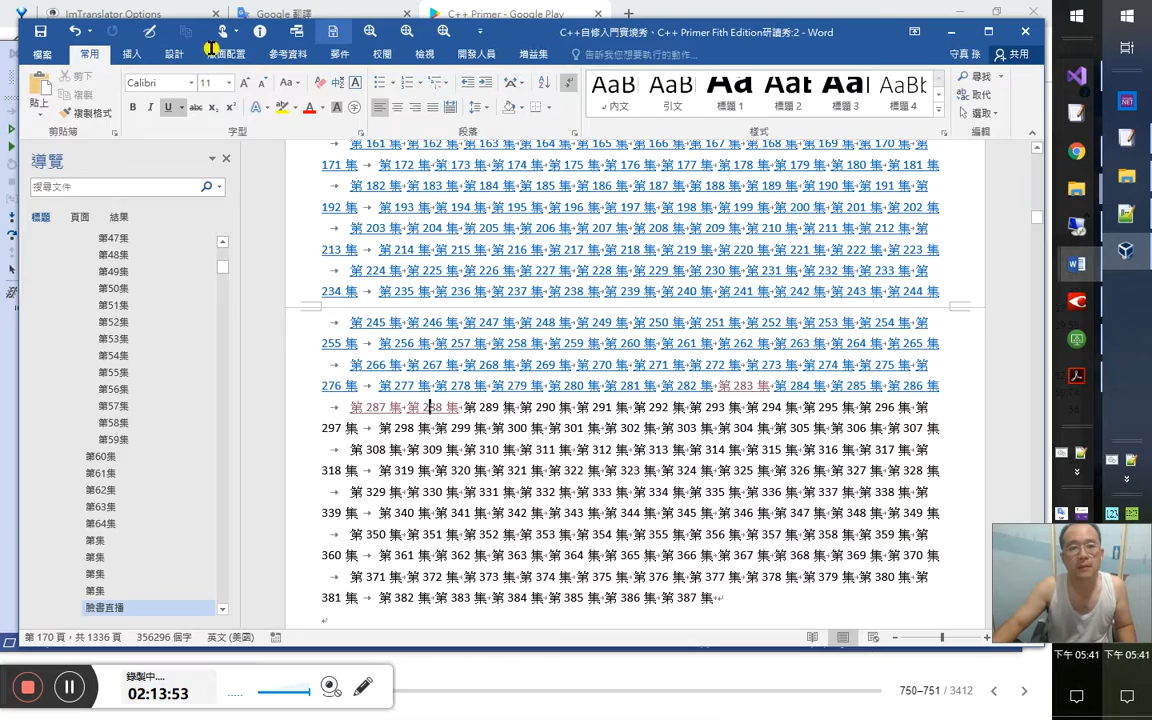 ImTranslator Options
Google 翻譯
C++ Primer - Google Play
C++自修入門實境秀、C++ Primer Fith Edition研讀秀:2 - Word
檔案 常用 插入 設計 版面配置 參考資料 郵件 校閱 檢視 開發人員 增益集 告訴我您想要執行的動作... 守真 孫 共用
貼上 剪下 複製 複製格式
Calibri 11
AaB AaBb Aat Aat AaI AaBb
內文 引文 標題 1 標題 2 標題 3 標題 4
尋找 取代 選取
剪貼簿 字型 段落 樣式 編輯
導覽
搜尋文件
標題 頁面 結果
第47集
第48集
第49集
第50集
第51集
第52集
第53集
第54集
第55集
第56集
第57集
第58集
第59集
第60集
第61集
第62集
第63集
第64集
第集
第集
第集
第集
臉書直播
→ 第 161 集 第 162 集 第 163 集 第 164 集 第 165 集 第 166 集 第 167 集 第 168 集 第 169 集 第 170 集 第
171 集 → 第 172 集 第 173 集 第 174 集 第 175 集 第 176 集 第 177 集 第 178 集 第 179 集 第 180 集 第 181 集
→ 第 182 集 第 183 集 第 184 集 第 185 集 第 186 集 第 187 集 第 188 集 第 189 集 第 190 集 第 191 集 第
192 集 → 第 193 集 第 194 集 第 195 集 第 196 集 第 197 集 第 198 集 第 199 集 第 200 集 第 201 集 第 202 集
→ 第 203 集 第 204 集 第 205 集 第 206 集 第 207 集 第 208 集 第 209 集 第 210 集 第 211 集 第 212 集 第
213 集 → 第 214 集 第 215 集 第 216 集 第 217 集 第 218 集 第 219 集 第 220 集 第 221 集 第 222 集 第 223 集
→ 第 224 集 第 225 集 第 226 集 第 227 集 第 228 集 第 229 集 第 230 集 第 231 集 第 232 集 第 233 集 第
234 集 → 第 235 集 第 236 集 第 237 集 第 238 集 第 239 集 第 240 集 第 241 集 第 242 集 第 243 集 第 244 集
→ 第 245 集 第 246 集 第 247 集 第 248 集 第 249 集 第 250 集 第 251 集 第 252 集 第 253 集 第 254 集 第
255 集 → 第 256 集 第 257 集 第 258 集 第 259 集 第 260 集 第 261 集 第 262 集 第 263 集 第 264 集 第 265 集
→ 第 266 集 第 267 集 第 268 集 第 269 集 第 270 集 第 271 集 第 272 集 第 273 集 第 274 集 第 275 集 第
276 集 → 第 277 集 第 278 集 第 279 集 第 280 集 第 281 集 第 282 集 第 283 集 第 284 集 第 285 集 第 286 集
→ 第 287 集 第 288 集 第 289 集 第 290 集 第 291 集 第 292 集 第 293 集 第 294 集 第 295 集 第 296 集 第
297 集 → 第 298 集 第 299 集 第 300 集 第 301 集 第 302 集 第 303 集 第 304 集 第 305 集 第 306 集 第 307 集
→ 第 308 集 第 309 集 第 310 集 第 311 集 第 312 集 第 313 集 第 314 集 第 315 集 第 316 集 第 317 集 第
318 集 → 第 319 集 第 320 集 第 321 集 第 322 集 第 323 集 第 324 集 第 325 集 第 326 集 第 327 集 第 328 集
→ 第 329 集 第 330 集 第 331 集 第 332 集 第 333 集 第 334 集 第 335 集 第 336 集 第 337 集 第 338 集 第
339 集 → 第 340 集 第 341 集 第 342 集 第 343 集 第 344 集 第 345 集 第 346 集 第 347 集 第 348 集 第 349 集
→ 第 350 集 第 351 集 第 352 集 第 353 集 第 354 集 第 355 集 第 356 集 第 357 集 第 358 集 第 359 集 第
360 集 → 第 361 集 第 362 集 第 363 集 第 364 集 第 365 集 第 366 集 第 367 集 第 368 集 第 369 集 第 370 集
→ 第 371 集 第 372 集 第 373 集 第 374 集 第 375 集 第 376 集 第 377 集 第 378 集 第 379 集 第 380 集 第
381 集 → 第 382 集 第 383 集 第 384 集 第 385 集 第 386 集 第 387 集
第 170 頁，共 1336 頁 356296 個字 英文 (美國)
錄製中...
02:13:53
750–751 / 3412
下午 05:41 下午 05:41